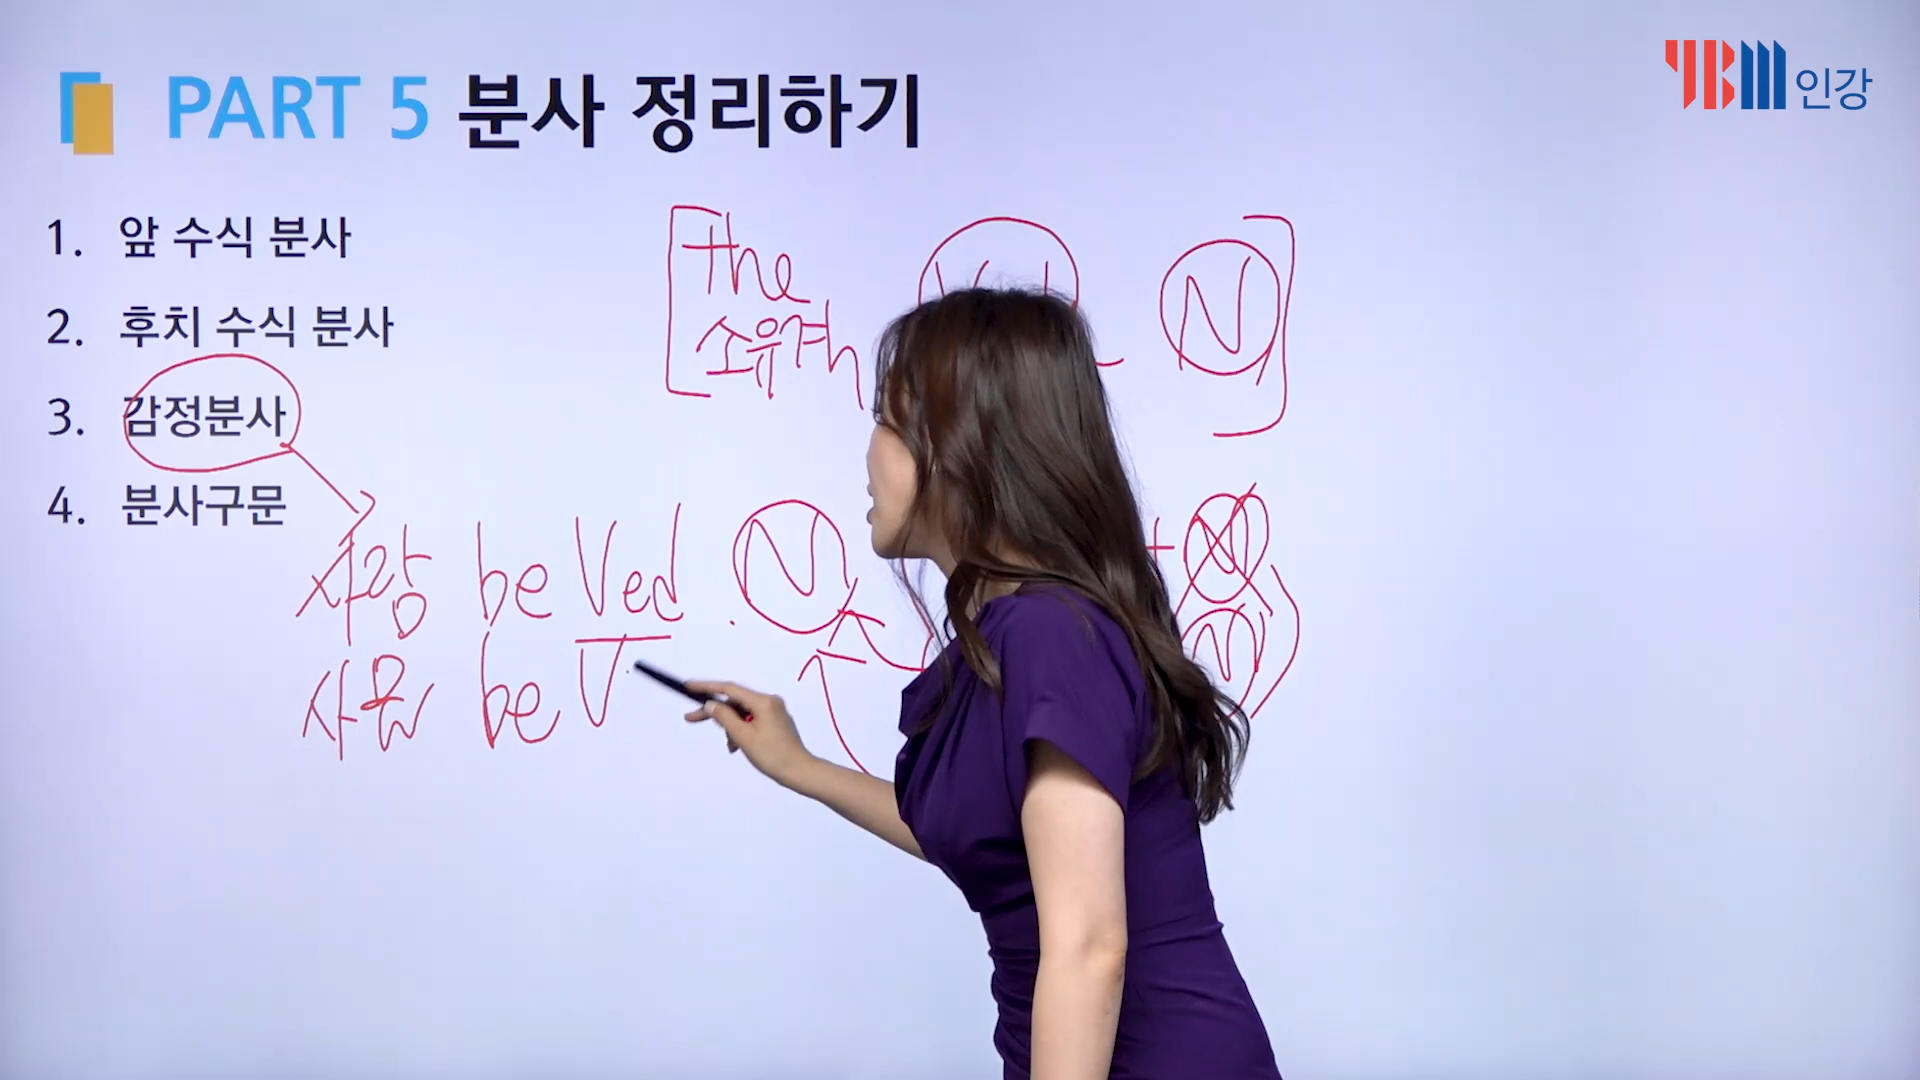 PART 5 분사 정리하기
YBM 인강
1. 앞 수식 분사
2. 후치 수식 분사
3. 감정분사
4. 분사구문
the
소유격
N
사람 be Ved
사물 be V
N
+ N
N